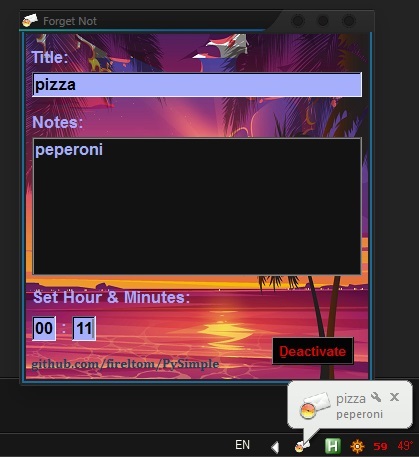 Forget Not
Title:
pizza
Notes:
peperoni
Set Hour & Minutes:
00 : 11
Deactivate
github.com/fireltom/PySimple
pizza
peperoni
EN
H
59 49°